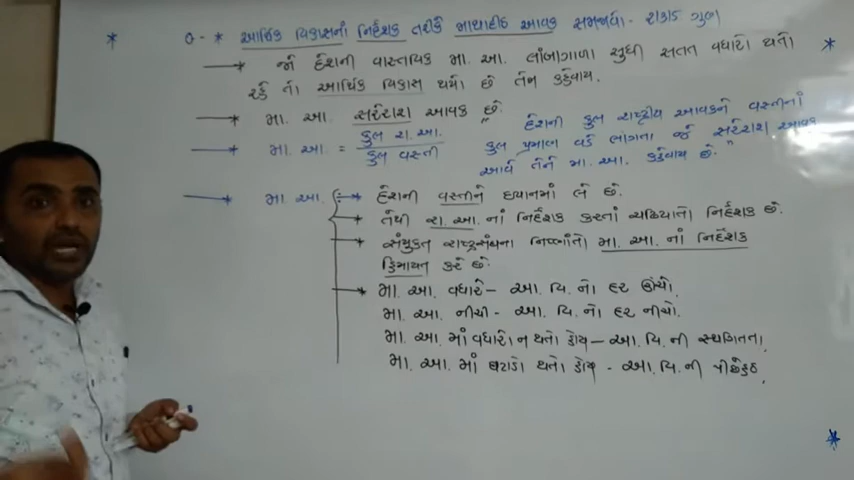 * આર્થિક વિકાસનાં નિર્દેશક તરીકે માથાદીઠ આવક સમજાવો -
→ જો દેશની વાસ્તવિક મા. આ. લાંબાગાળા સુધી સતત વધારો થતો
રહે તો આર્થિક વિકાસ થયો છે તેમ કહેવાય.
→ મા. આ. સરેરાશ આવક છે.
→ મા. આ. = કુલ રા. આ. / કુલ વસ્તી
" દેશની કુલ રાષ્ટ્રીય આવકને વસ્તીનાં
કુલ પ્રમાણ વડે ભાગતા જે સરેરાશ આવક
આવે તેને મા. આ. કહેવાય છે. "
→ મા. આ. → દેશની વસ્તીને ધ્યાનમાં લે છે.
→ તેથી રા. આ. નાં નિર્દેશક કરતાં ચઢિયાતો નિર્દેશક છે.
→ સંયુકત રાષ્ટ્રસંઘના નિષ્ણાંતો મા. આ. નાં નિર્દેશક
હિમાયત કરે છે.
→ મા. આ. વધારે - આ. વિ. નો દર ઊંચો.
મા. આ. નીચી - આ. વિ. નો દર નીચો.
મા. આ. માં વધારો ન થતો હોય - આ. વિ. ની સ્થગિતતા.
મા. આ. માં ઘટાડો થતો હોય - આ. વિ. ની પીછેહઠ.